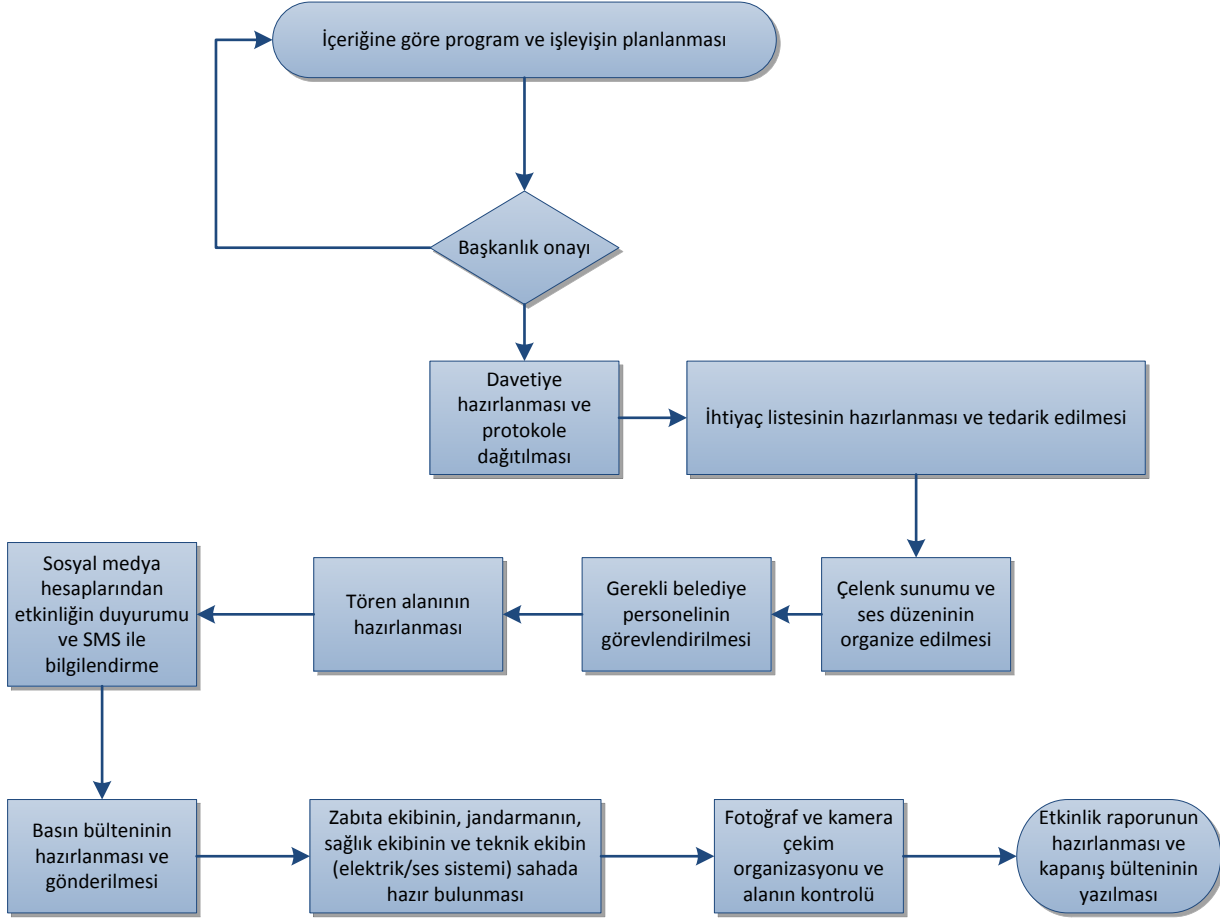 İçeriğine göre program ve işleyişin planlanması
Başkanlık onayı
Davetiye
hazırlanması ve
protokole
dağıtılması
İhtiyaç listesinin hazırlanması ve tedarik edilmesi
Çelenk sunumu ve
ses düzeninin
organize edilmesi
Gerekli belediye
personelinin
görevlendirilmesi
Tören alanının
hazırlanması
Sosyal medya
hesaplarından
etkinliğin duyurumu
ve SMS ile
bilgilendirme
Basın bülteninin
hazırlanması ve
gönderilmesi
Zabıta ekibinin, jandarmanın,
sağlık ekibinin ve teknik ekibin
(elektrik/ses sistemi) sahada
hazır bulunması
Fotoğraf ve kamera
çekim
organizasyonu ve
alanın kontrolü
Etkinlik raporunun
hazırlanması ve
kapanış bülteninin
yazılması